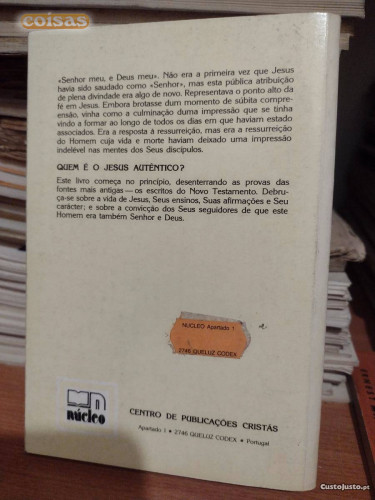 coisas
«Senhor meu, e Deus meu». Não era a primeira vez que Jesus
havia sido saudado como «Senhor», mas esta pública atribuição
de plena divindade era algo de novo. Representava o ponto alto da
fé em Jesus. Embora brotasse dum momento de súbita compre-
ensão, vinha como a culminação duma impressão que se tinha
vindo a formar ao longo de todos os dias em que haviam estado
associados. Era a resposta à ressurreição, mas era a ressurreição
do Homem cuja vida e morte haviam deixado uma impressão
indelével nas mentes dos Seus discípulos.
QUEM É O JESUS AUTÊNTICO?
Este livro começa no princípio, desenterrando as provas das
fontes mais antigas — os escritos do Novo Testamento. Debru-
ça-se sobre a vida de Jesus, Seus ensinos, Suas afirmações e Seu
carácter; e sobre a convicção dos Seus seguidores de que este
Homem era também Senhor e Deus.
NUCLEO Apartado 1
2746 QUELUZ CODEX
núcleo
CENTRO DE PUBLICAÇÕES CRISTÃS
Apartado 1 • 2746 QUELUZ CODEX • Portugal
CustoJusto.pt